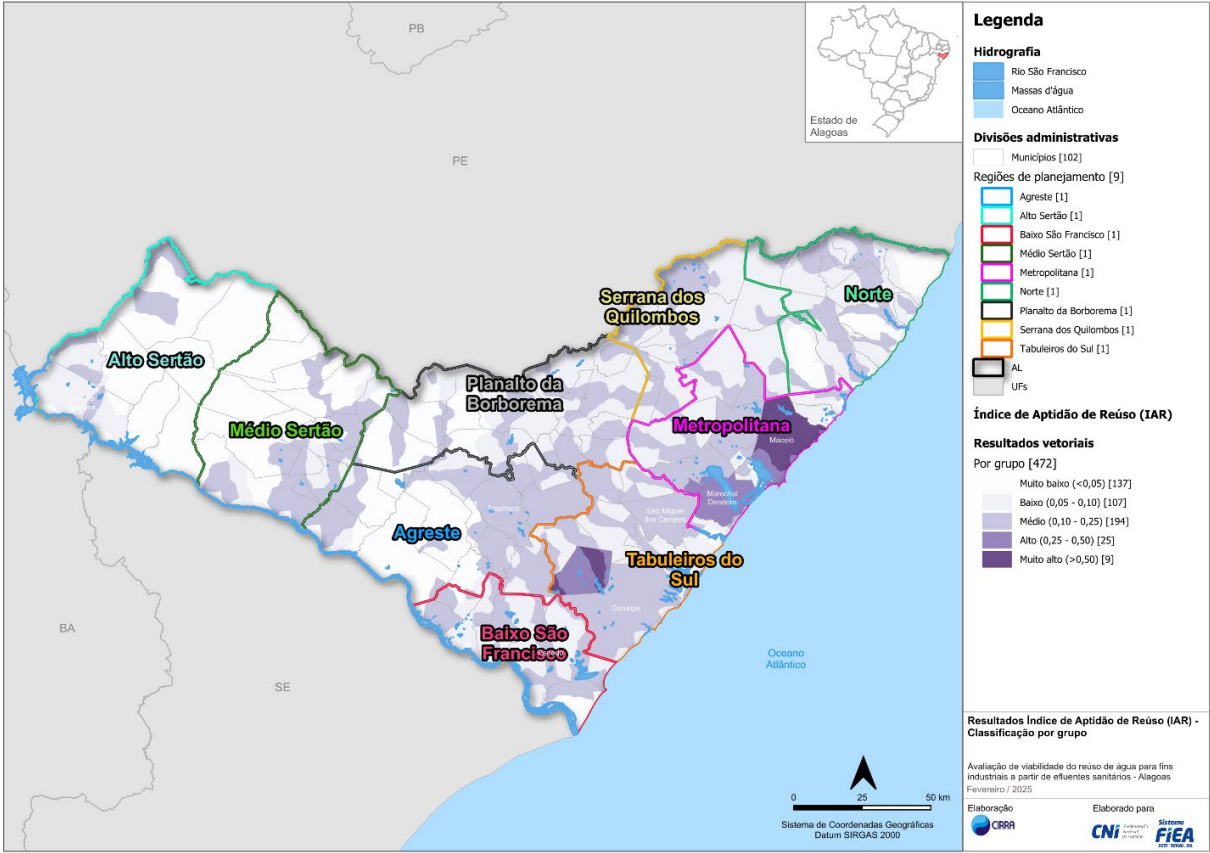 PB
PE
BA
SE
Estado de
Alagoas
Serrana dos
Quilombos
Norte
Alto Sertão
Planalto da
Borborema
Médio Sertão
Metropolitana
Maceió
Marechal
Deodoro
Arapiraca
São Miguel
dos Campos
Agreste
Tabuleiros do
Sul
Coruripe
Baixo São
Francisco
Penedo
Oceano
Atlântico
0 25 50 km
Sistema de Coordenadas Geográficas
Datum SIRGAS 2000
Legenda
Hidrografia
Rio São Francisco
Massas d'água
Oceano Atlântico
Divisões administrativas
Municípios [102]
Regiões de planejamento [9]
Agreste [1]
Alto Sertão [1]
Baixo São Francisco [1]
Médio Sertão [1]
Metropolitana [1]
Norte [1]
Planalto da Borborema [1]
Serrana dos Quilombos [1]
Tabuleiros do Sul [1]
AL
UFs
Índice de Aptidão de Reúso (IAR)
Resultados vetoriais
Por grupo [472]
Muito baixo (<0,05) [137]
Baixo (0,05 - 0,10) [107]
Médio (0,10 - 0,25) [194]
Alto (0,25 - 0,50) [25]
Muito alto (>0,50) [9]
Resultados Índice de Aptidão de Reúso (IAR) -
Classificação por grupo
Avaliação de viabilidade do reúso de água para fins
industriais a partir de efluentes sanitários - Alagoas
Fevereiro / 2025
Elaboração
CIRRA
Elaborado para
CNI
Sistema
FIEA